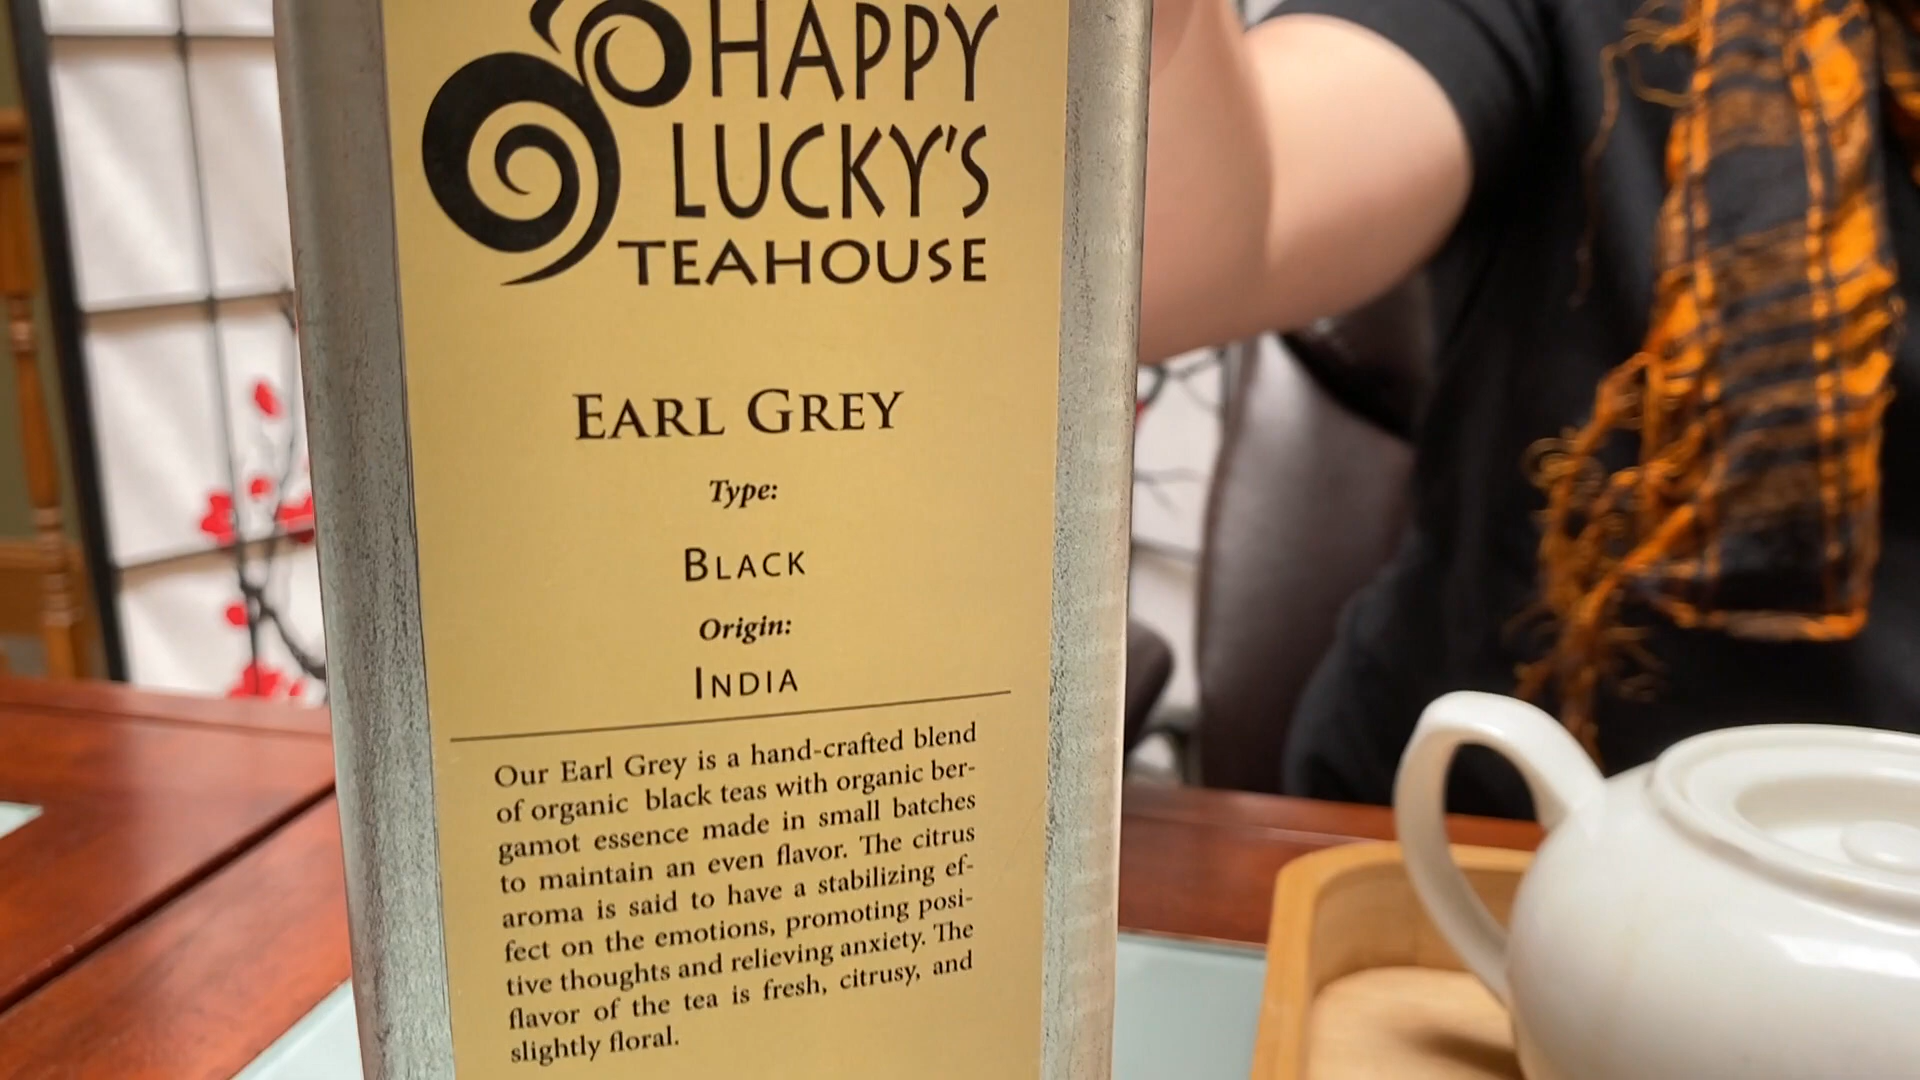 HAPPY
LUCKY'S
TEAHOUSE
EARL GREY
Type:
BLACK
Origin:
INDIA
Our Earl Grey is a hand-crafted blend
of organic black teas with organic ber-
gamot essence made in small batches
to maintain an even flavor. The citrus
aroma is said to have a stabilizing ef-
fect on the emotions, promoting posi-
tive thoughts and relieving anxiety. The
flavor of the tea is fresh, citrusy, and
slightly floral.